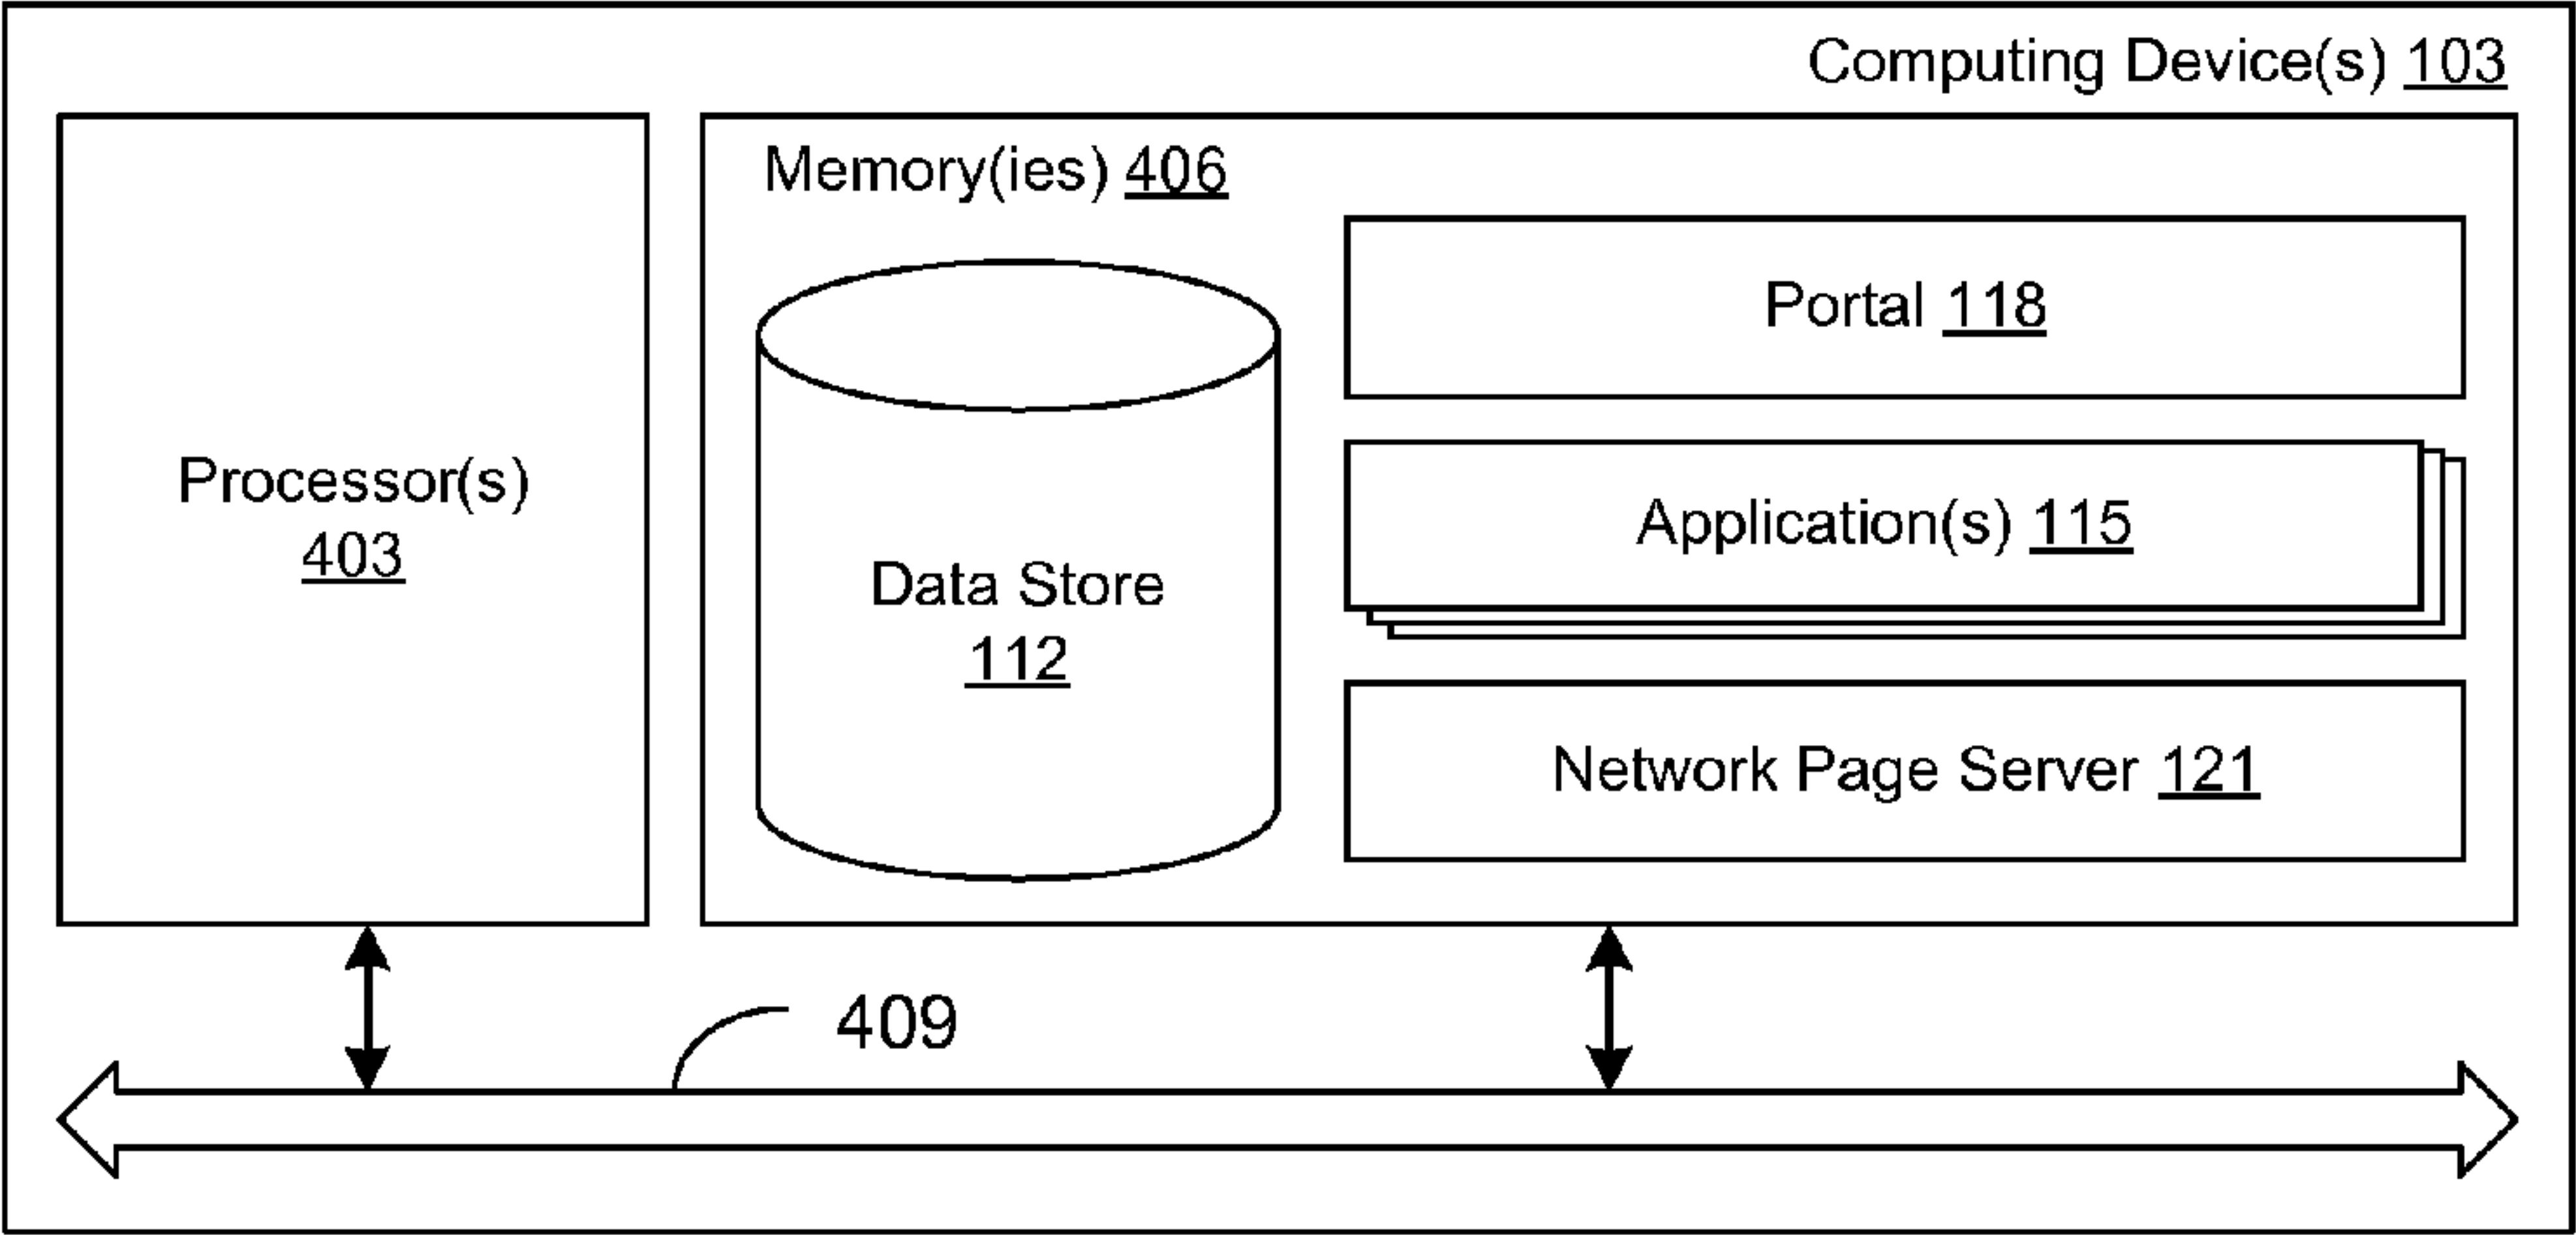 Computing Device(s) 103
Processor(s)
403
Memory(ies) 406
Data Store
112
Portal 118
Application(s) 115
Network Page Server 121
409